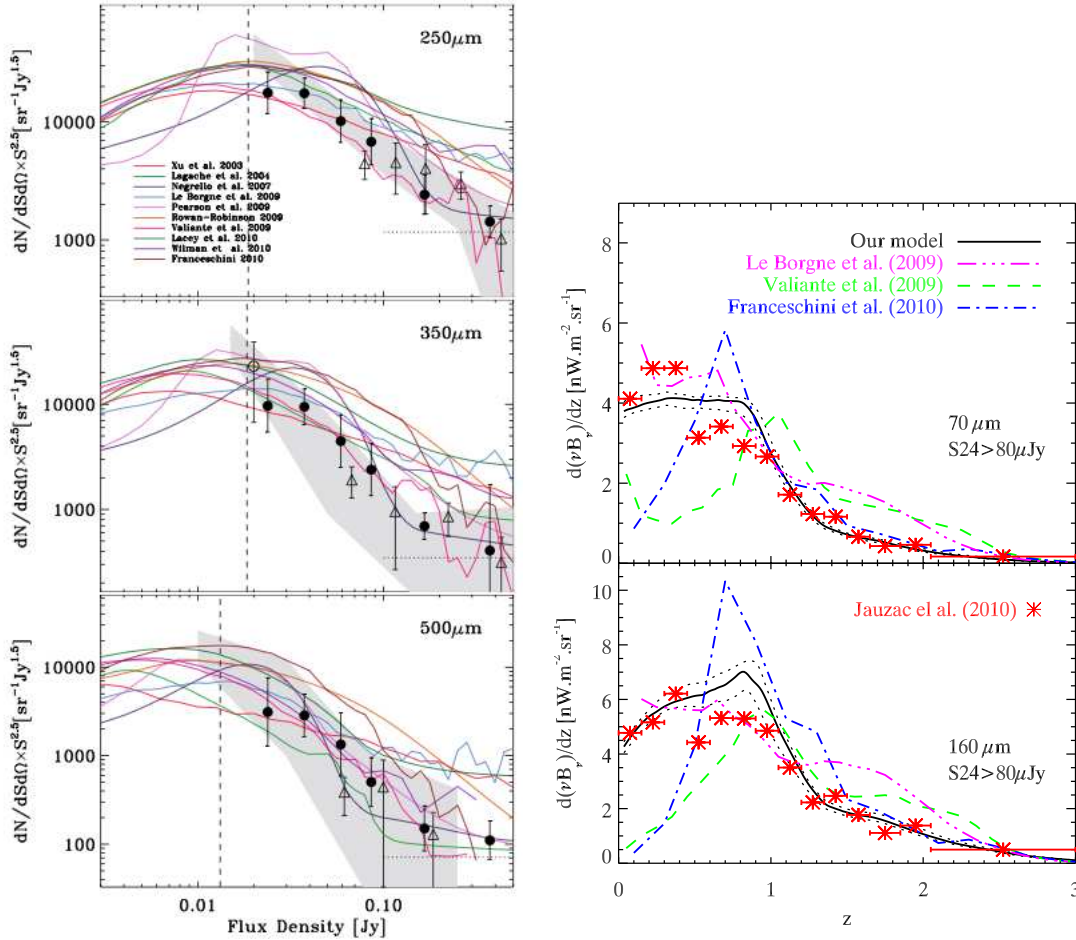 250μm
dN/dSdΩ×S^2.5[sr^-1Jy^1.5]
10000
1000
Xu et al. 2003
Lagache et al. 2004
Negrello et al. 2007
Le Borgne et al. 2009
Pearson et al. 2009
Rowan-Robinson 2009
Valiante et al. 2009
Lacey et al. 2010
Wilman et al. 2010
Franceschini 2010
350μm
dN/dSdΩ×S^2.5[sr^-1Jy^1.5]
10000
1000
500μm
dN/dSdΩ×S^2.5[sr^-1Jy^1.5]
10000
1000
100
0.01
0.10
Flux Density [Jy]
Our model
Le Borgne et al. (2009)
Valiante et al. (2009)
Franceschini et al. (2010)
8
6
4
2
0
d(νB_ν)/dz [nW.m^-2.sr^-1]
70 μm
S24>80μJy
10
8
6
4
2
0
d(νB_ν)/dz [nW.m^-2.sr^-1]
Jauzac el al. (2010)
160 μm
S24>80μJy
0
1
2
3
z